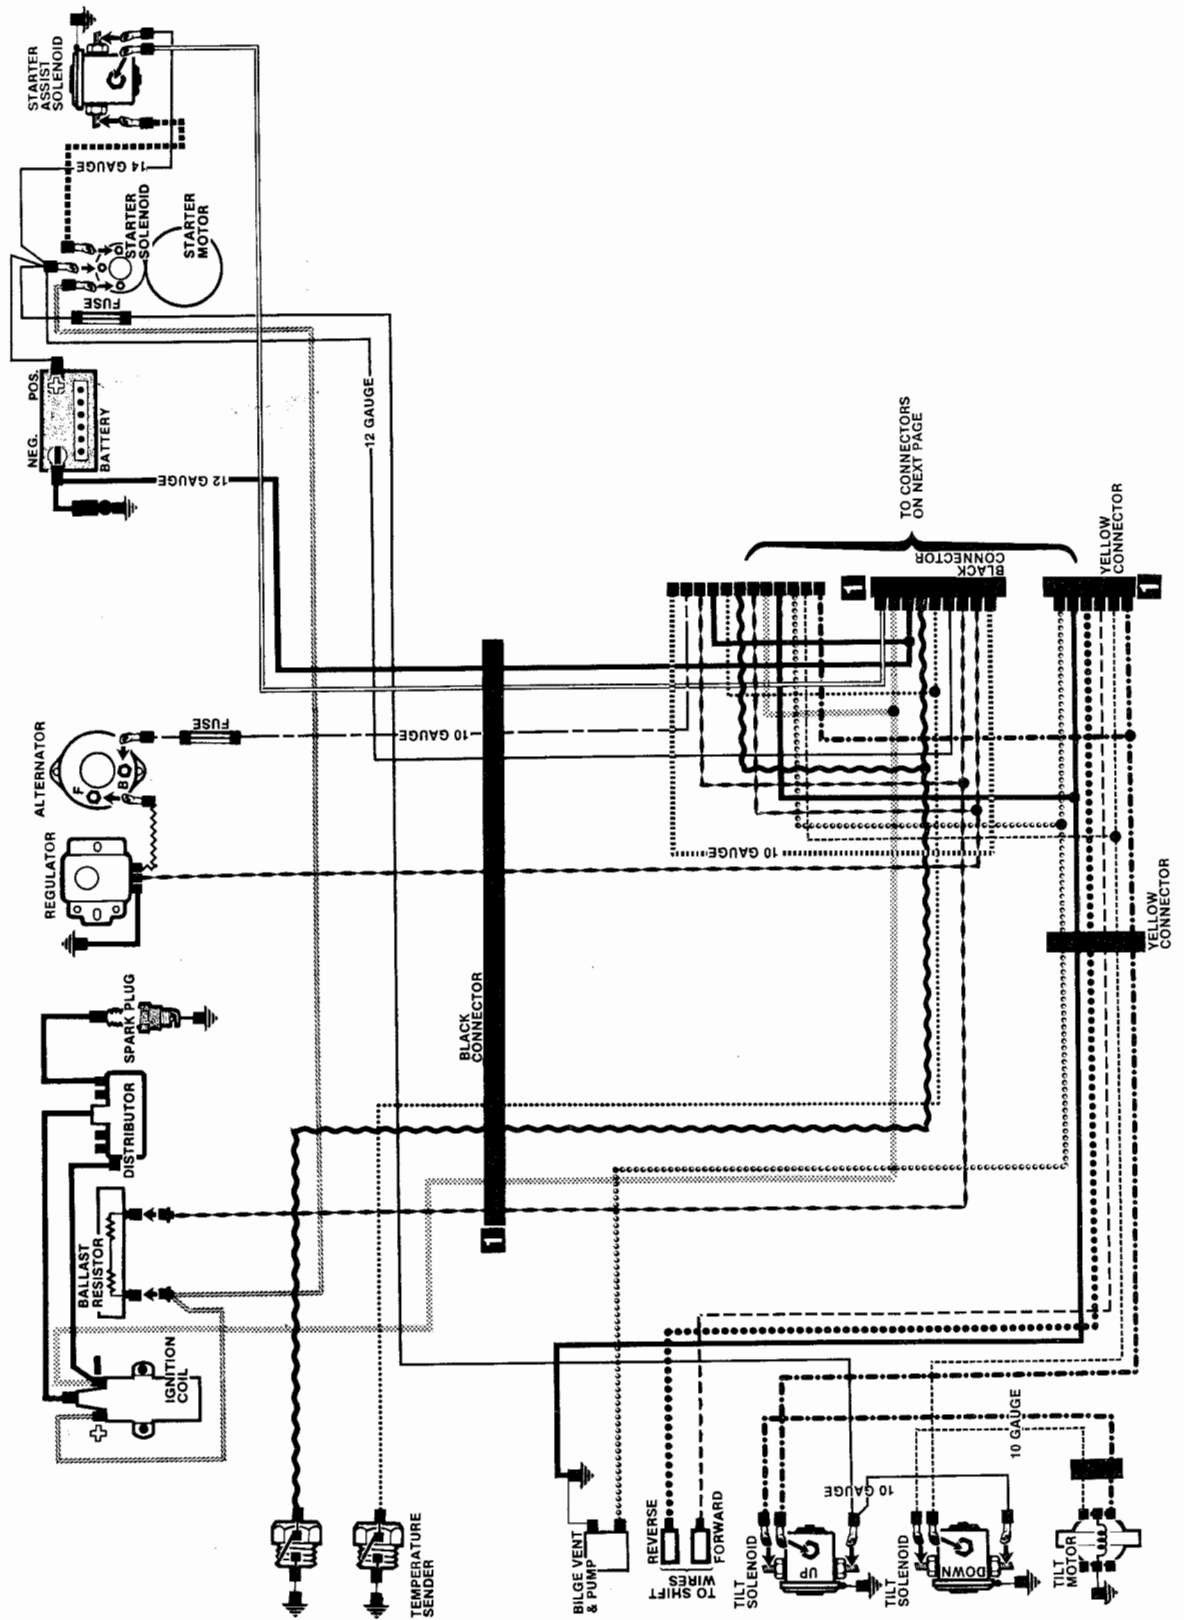 STARTER
ASSIST
SOLENOID
14 GAUGE
STARTER
SOLENOID
STARTER
MOTOR
FUSE
POS.
NEG.
BATTERY
12 GAUGE
12 GAUGE
TO CONNECTORS
ON NEXT PAGE
BLACK
CONNECTOR
1
YELLOW
CONNECTOR
1
ALTERNATOR
F
B
FUSE
10 GAUGE
REGULATOR
10 GAUGE
YELLOW
CONNECTOR
BLACK
CONNECTOR
1
SPARK PLUG
DISTRIBUTOR
BALLAST
RESISTOR
IGNITION
COIL
TEMPERATURE
SENDER
BILGE VENT
& PUMP
REVERSE
FORWARD
TO SHIFT
WIRES
TILT
SOLENOID
UP
10 GAUGE
TILT
SOLENOID
DOWN
10 GAUGE
TILT
MOTOR